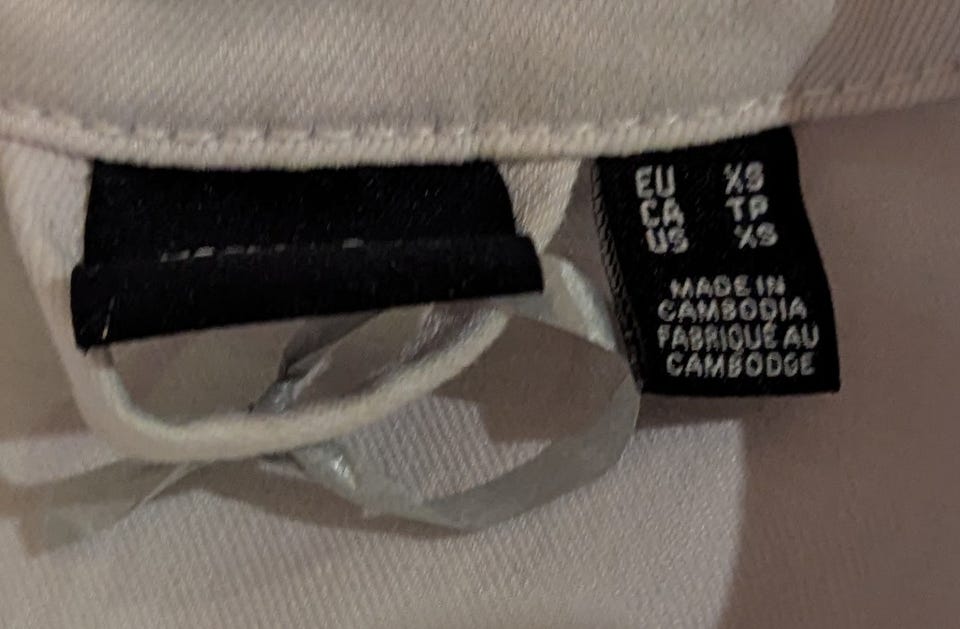 EU XS
CA TP
US XS
MADE IN
CAMBODIA
FABRIQUÉ AU
CAMBODGE